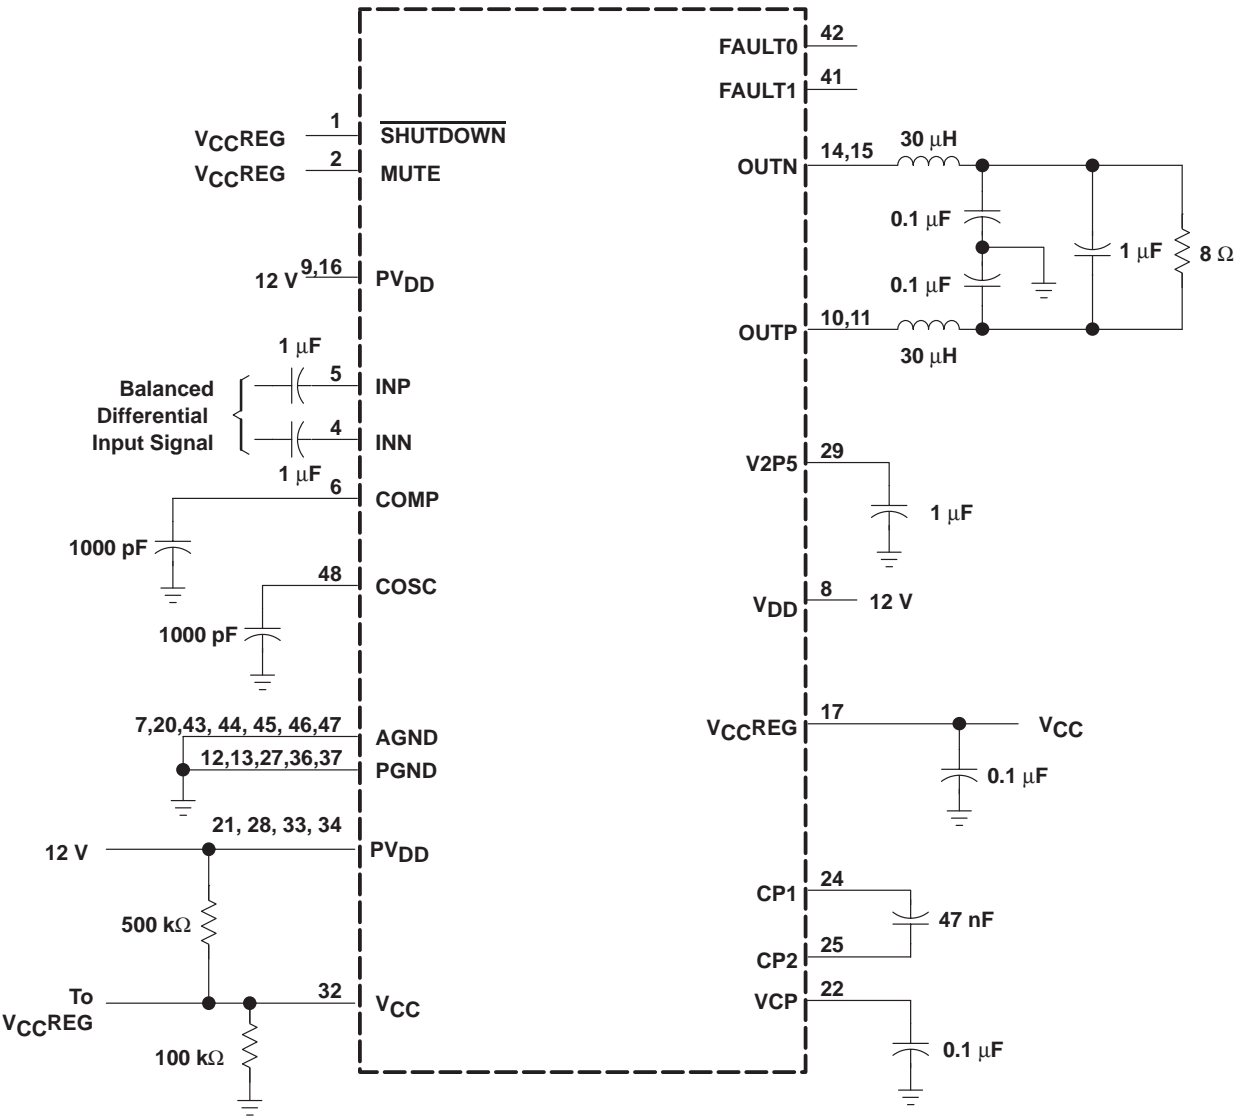 42
FAULT0
41
FAULT1
1
VCCREG
SHUTDOWN
2
VCCREG
MUTE
30 μH
14,15
OUTN
0.1 μF
1 μF
8 Ω
0.1 μF
10,11
OUTP
30 μH
9,16
12 V
PVDD
1 μF
5
INP
Balanced
Differential
Input Signal
4
INN
1 μF
6
COMP
1000 pF
48
COSC
1000 pF
29
V2P5
1 μF
8
VDD
12 V
7,20,43, 44, 45, 46,47
AGND
12,13,27,36,37
PGND
17
VCCREG
VCC
0.1 μF
21, 28, 33, 34
12 V
PVDD
500 kΩ
24
CP1
47 nF
25
CP2
To
VCCREG
32
VCC
22
VCP
100 kΩ
0.1 μF